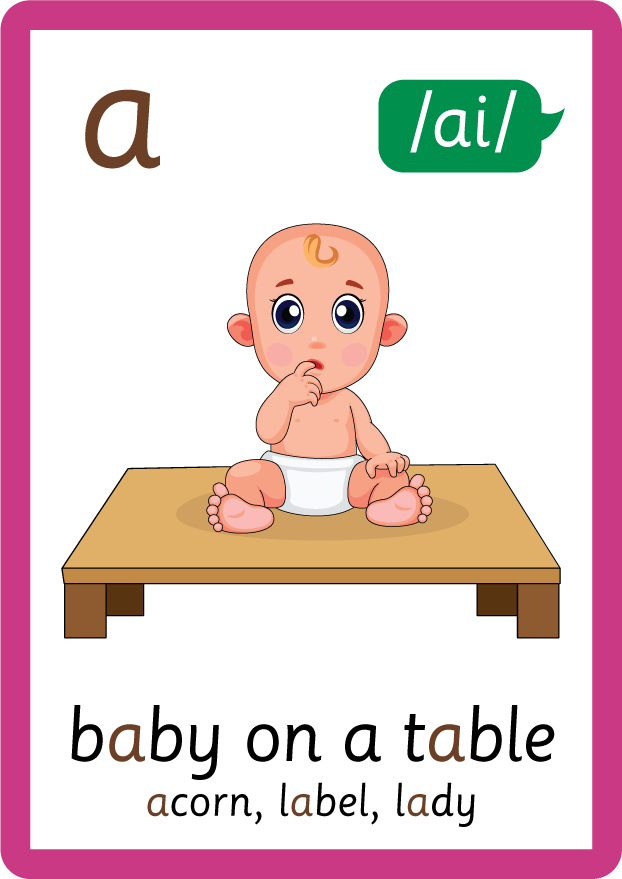 a
/ai/
baby on a table
acorn, label, lady